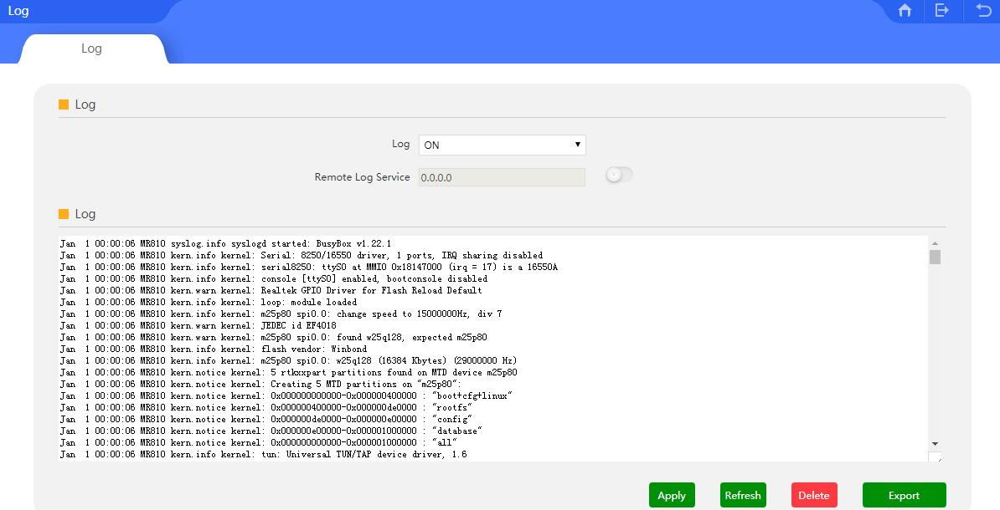 Log
Log
Log
Log ON
Remote Log Service 0.0.0.0
Log
Jan  1 00:00:06 MR810 syslog.info syslogd started: BusyBox v1.22.1
Jan  1 00:00:06 MR810 kern.info kernel: Serial: 8250/16550 driver, 1 ports, IRQ sharing disabled
Jan  1 00:00:06 MR810 kern.info kernel: serial8250: ttyS0 at MMIO 0x18147000 (irq = 17) is a 16550A
Jan  1 00:00:06 MR810 kern.info kernel: console [ttyS0] enabled, bootconsole disabled
Jan  1 00:00:06 MR810 kern.warn kernel: Realtek GPIO Driver for Flash Reload Default
Jan  1 00:00:06 MR810 kern.info kernel: loop: module loaded
Jan  1 00:00:06 MR810 kern.info kernel: m25p80 spi0.0: change speed to 15000000Hz, div 7
Jan  1 00:00:06 MR810 kern.warn kernel: JEDEC id EF4018
Jan  1 00:00:06 MR810 kern.warn kernel: m25p80 spi0.0: found w25q128, expected m25p80
Jan  1 00:00:06 MR810 kern.info kernel: flash vendor: Winbond
Jan  1 00:00:06 MR810 kern.info kernel: m25p80 spi0.0: w25q128 (16384 Kbytes) (29000000 Hz)
Jan  1 00:00:06 MR810 kern.notice kernel: 5 rtkxxpart partitions found on MTD device m25p80
Jan  1 00:00:06 MR810 kern.notice kernel: Creating 5 MTD partitions on "m25p80":
Jan  1 00:00:06 MR810 kern.notice kernel: 0x000000000000-0x000000400000 : "boot+cfg+linux"
Jan  1 00:00:06 MR810 kern.notice kernel: 0x000000400000-0x000000de0000 : "rootfs"
Jan  1 00:00:06 MR810 kern.notice kernel: 0x000000de0000-0x000000e00000 : "config"
Jan  1 00:00:06 MR810 kern.notice kernel: 0x000000e00000-0x000001000000 : "database"
Jan  1 00:00:06 MR810 kern.notice kernel: 0x000000000000-0x000001000000 : "all"
Jan  1 00:00:06 MR810 kern.info kernel: tun: Universal TUN/TAP device driver, 1.6
Apply Refresh Delete Export